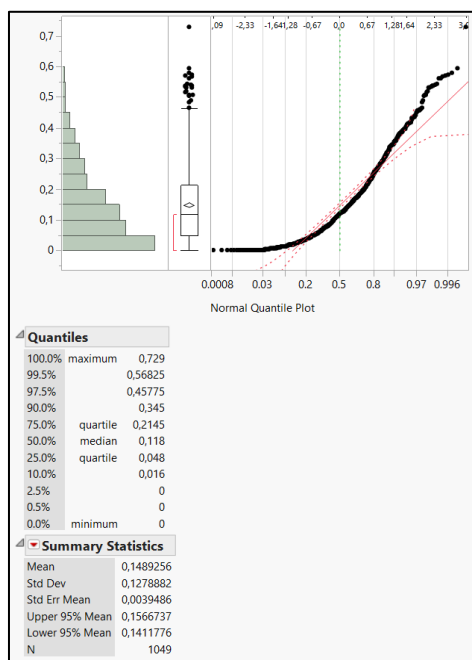 ,09 -2,33 -1,641,28 -0,67 0,0 0,67 1,281,64 2,33 3,0
0,7
0,6
0,5
0,4
0,3
0,2
0,1
0
0.0008 0.03 0.2 0.5 0.8 0.97 0.996
Normal Quantile Plot
Quantiles
100.0% maximum 0,729
99.5% 0,56825
97.5% 0,45775
90.0% 0,345
75.0% quartile 0,2145
50.0% median 0,118
25.0% quartile 0,048
10.0% 0,016
2.5% 0
0.5% 0
0.0% minimum 0
Summary Statistics
Mean 0,1489256
Std Dev 0,1278882
Std Err Mean 0,0039486
Upper 95% Mean 0,1566737
Lower 95% Mean 0,1411776
N 1049